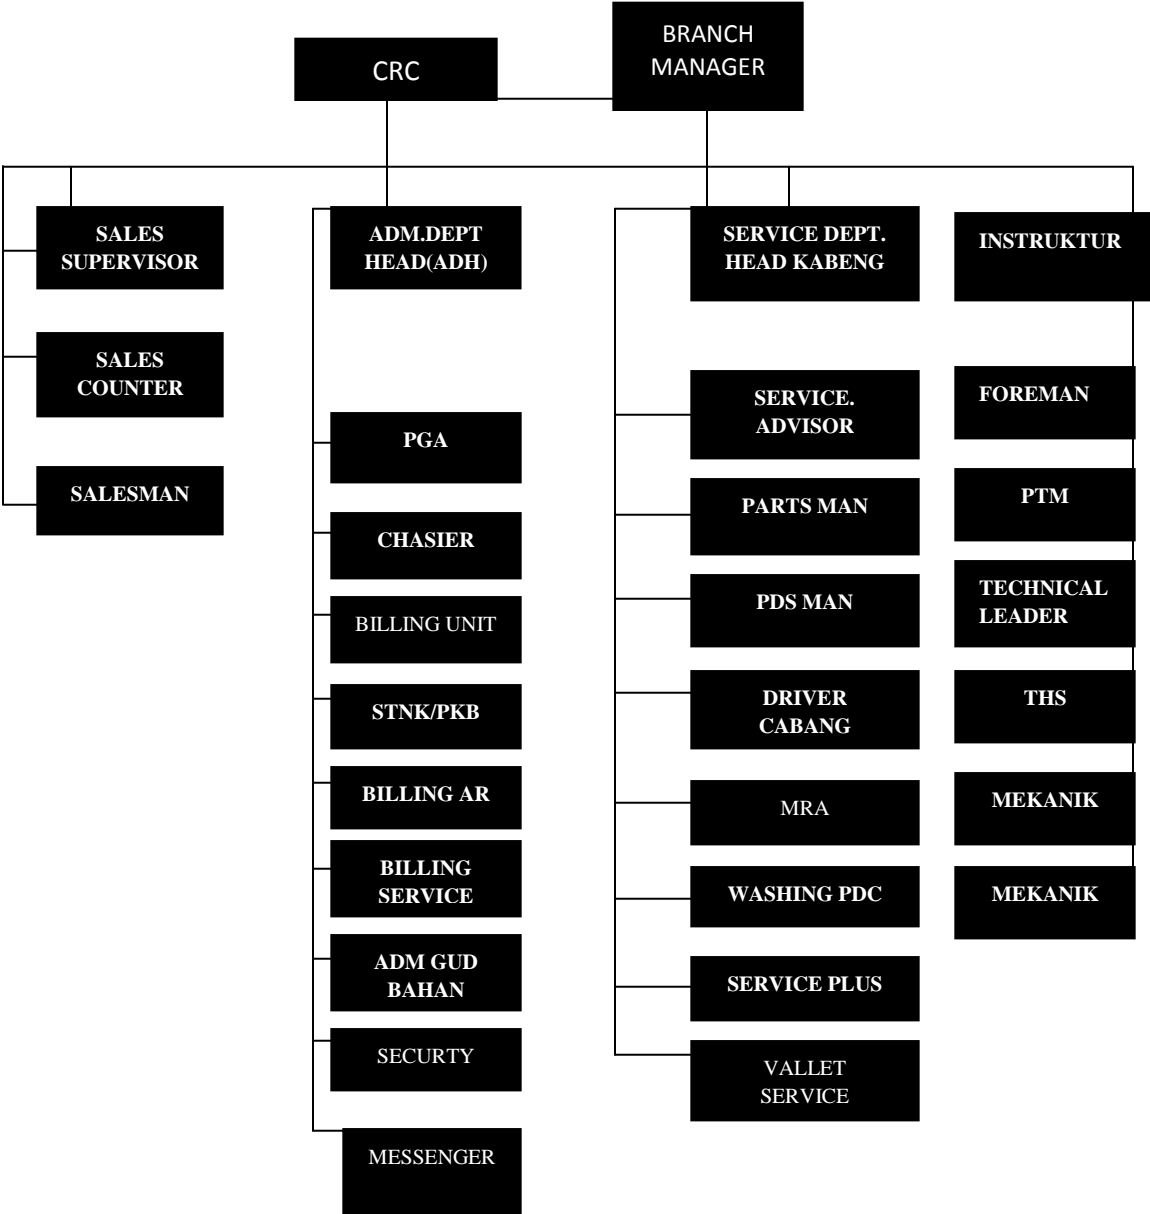 CRC
BRANCH
MANAGER
SALES
SUPERVISOR
SALES
COUNTER
SALESMAN
ADM.DEPT
HEAD(ADH)
PGA
CHASIER
BILLING UNIT
STNK/PKB
BILLING AR
BILLING
SERVICE
ADM GUD
BAHAN
SECURTY
MESSENGER
SERVICE DEPT.
HEAD KABENG
SERVICE.
ADVISOR
PARTS MAN
PDS MAN
DRIVER
CABANG
MRA
WASHING PDC
SERVICE PLUS
VALLET
SERVICE
INSTRUKTUR
FOREMAN
PTM
TECHNICAL
LEADER
THS
MEKANIK
MEKANIK